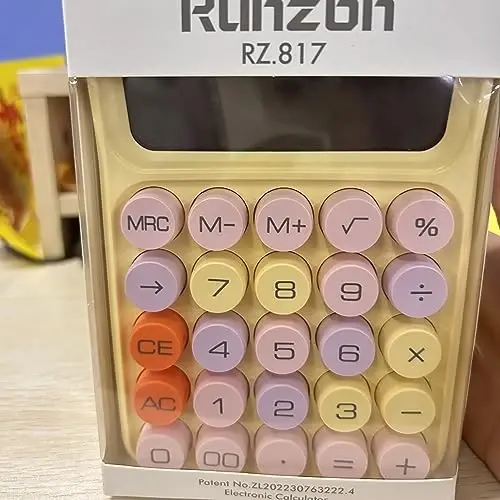 Runzon
RZ.817
MRC M- M+ √ %
→ 7 8 9 ÷
CE 4 5 6 ×
AC 1 2 3 −
0 00 · = +
Patent No.ZL202230763222.4
Electronic Calculator